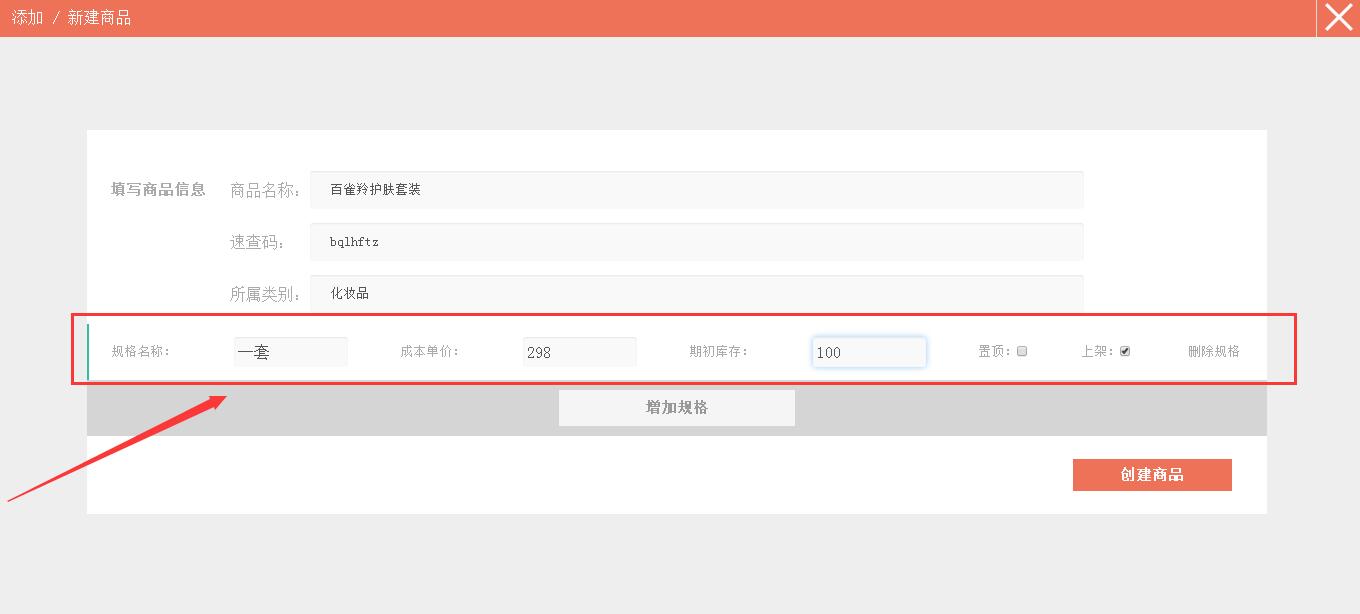 添加 / 新建商品
填写商品信息 商品名称： 百雀羚护肤套装
速查码： bqlhftz
所属类别： 化妆品
规格名称： 一套 成本单价： 298 期初库存： 100 置顶： 上架： 删除规格
增加规格
创建商品